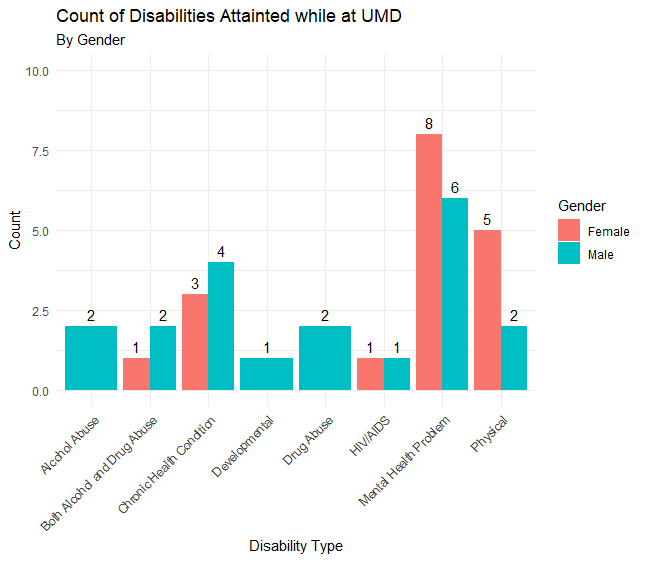 Count of Disabilities Attainted while at UMD
By Gender
10.0
7.5
5.0
2.5
0.0
Count
2
1
2
3
4
1
2
1
1
8
6
5
2
Alcohol Abuse
Both Alcohol and Drug Abuse
Chronic Health Condition
Developmental
Drug Abuse
HIV/AIDS
Mental Health Problem
Physical
Disability Type
Gender
Female
Male